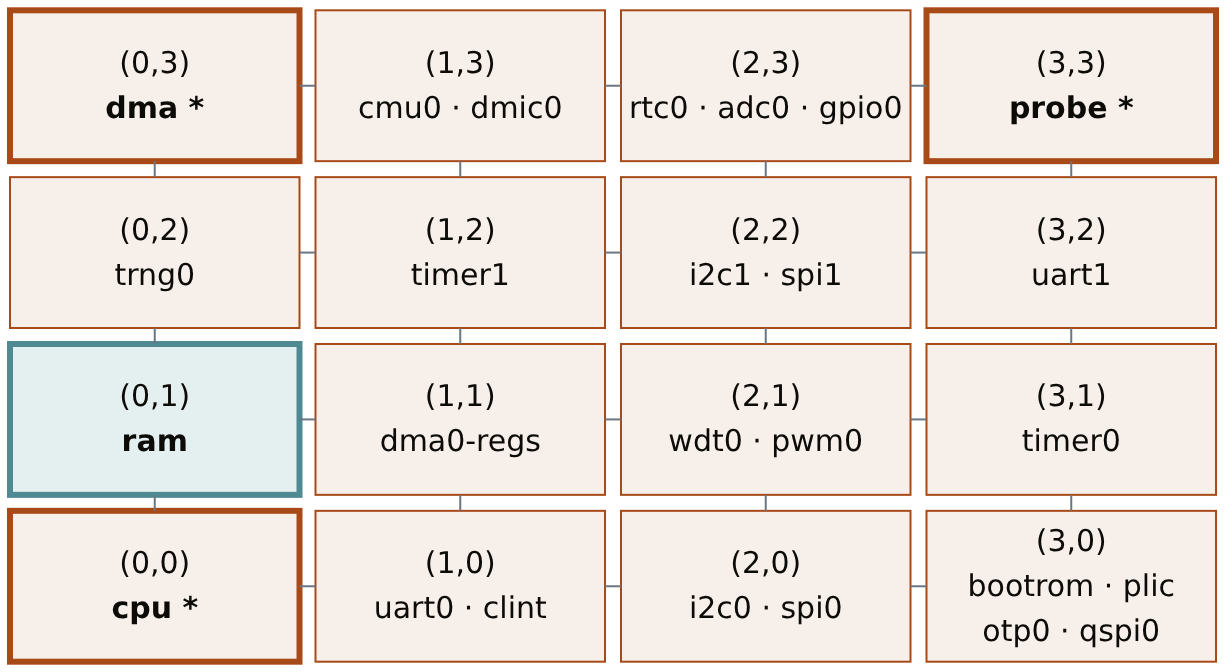 (0,3)
dma *
(1,3)
cmu0 · dmic0
(2,3)
rtc0 · adc0 · gpio0
(3,3)
probe *
(0,2)
trng0
(1,2)
timer1
(2,2)
i2c1 · spi1
(3,2)
uart1
(0,1)
ram
(1,1)
dma0-regs
(2,1)
wdt0 · pwm0
(3,1)
timer0
(0,0)
cpu *
(1,0)
uart0 · clint
(2,0)
i2c0 · spi0
(3,0)
bootrom · plic
otp0 · qspi0